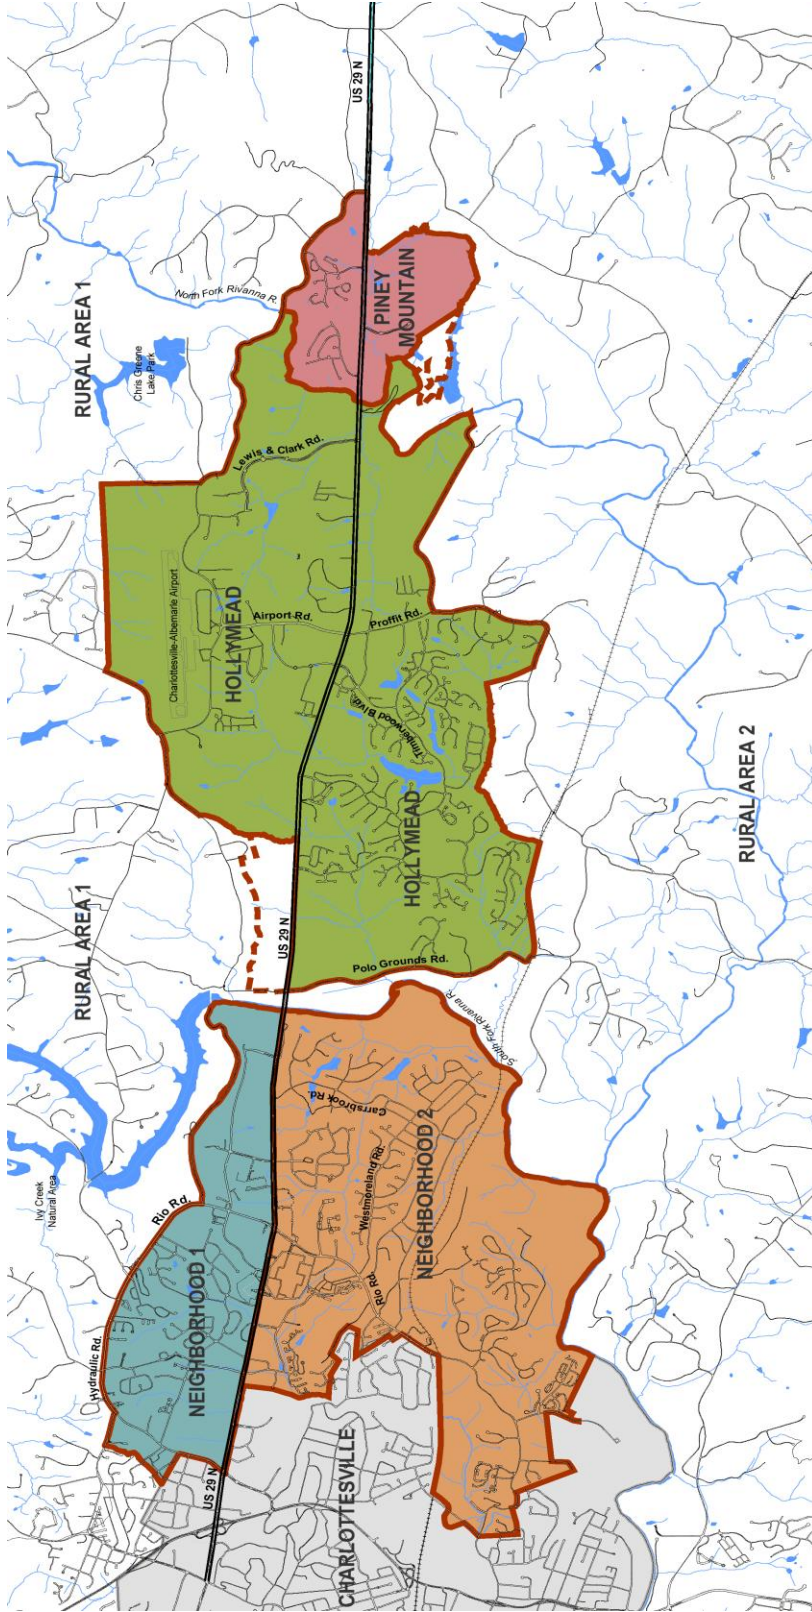 US 29 N
RURAL AREA 1
North Fork Rivanna R.
PINEY
MOUNTAIN
Chris Greene
Lake Park
Lewis & Clark Rd.
Charlottesville-Albemarle Airport
HOLLYMEAD
Airport Rd.
Proffit Rd.
Timberwood Blvd.
HOLLYMEAD
RURAL AREA 2
RURAL AREA 1
US 29 N
Polo Grounds Rd.
South Fork Rivanna R.
Carrsbrook Rd.
Ivy Creek
Natural Area
Rio Rd.
Westmoreland Rd.
NEIGHBORHOOD 2
NEIGHBORHOOD 1
Rio Rd.
Hydraulic Rd.
US 29 N
CHARLOTTESVILLE